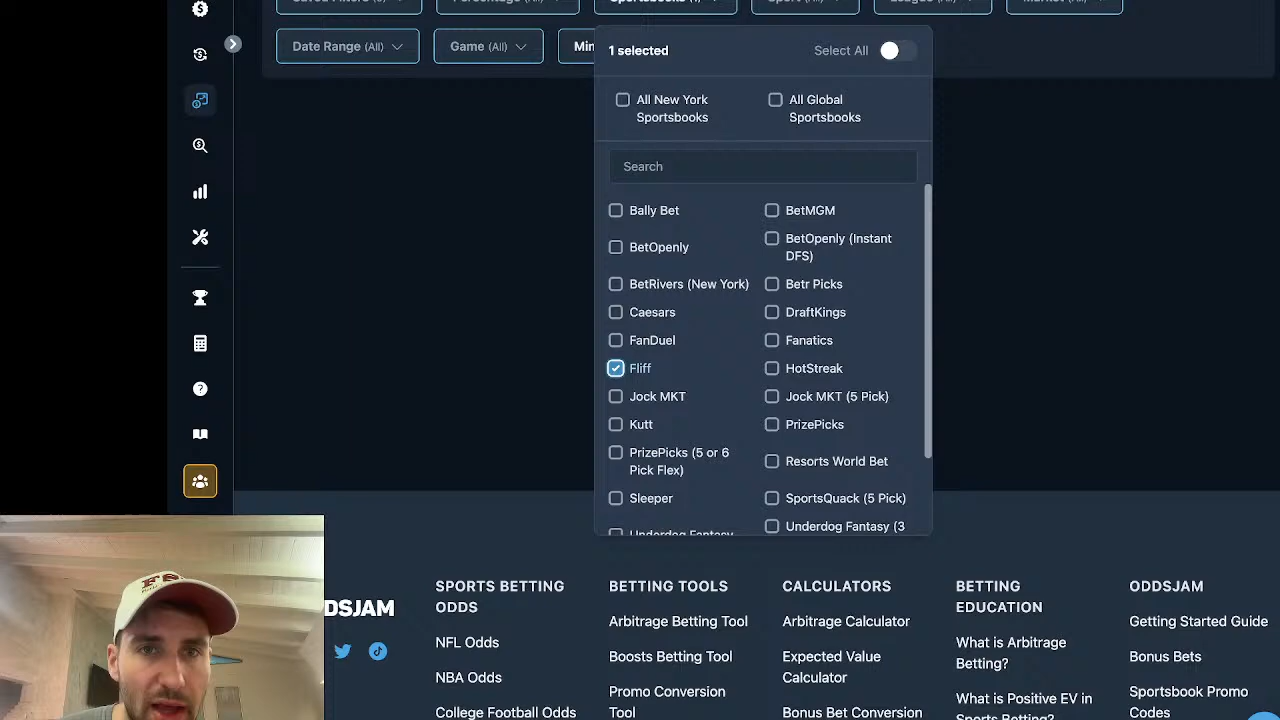 Sportsbooks (1)
Date Range (All)
Game (All)
Min
1 selected
Select All
All New York
Sportsbooks
All Global
Sportsbooks
Search
Bally Bet
BetMGM
BetOpenly
BetOpenly (Instant
DFS)
BetRivers (New York)
Betr Picks
Caesars
DraftKings
FanDuel
Fanatics
Fliff
HotStreak
Jock MKT
Jock MKT (5 Pick)
Kutt
PrizePicks
PrizePicks (5 or 6
Pick Flex)
Resorts World Bet
Sleeper
SportsQuack (5 Pick)
Underdog Fantasy
Underdog Fantasy (3
DSJAM
SPORTS BETTING
ODDS
NFL Odds
NBA Odds
College Football Odds
BETTING TOOLS
Arbitrage Betting Tool
Boosts Betting Tool
Promo Conversion
Tool
CALCULATORS
Arbitrage Calculator
Expected Value
Calculator
Bonus Bet Conversion
BETTING
EDUCATION
What is Arbitrage
Betting?
What is Positive EV in
Sports Betting?
ODDSJAM
Getting Started Guide
Bonus Bets
Sportsbook Promo
Codes